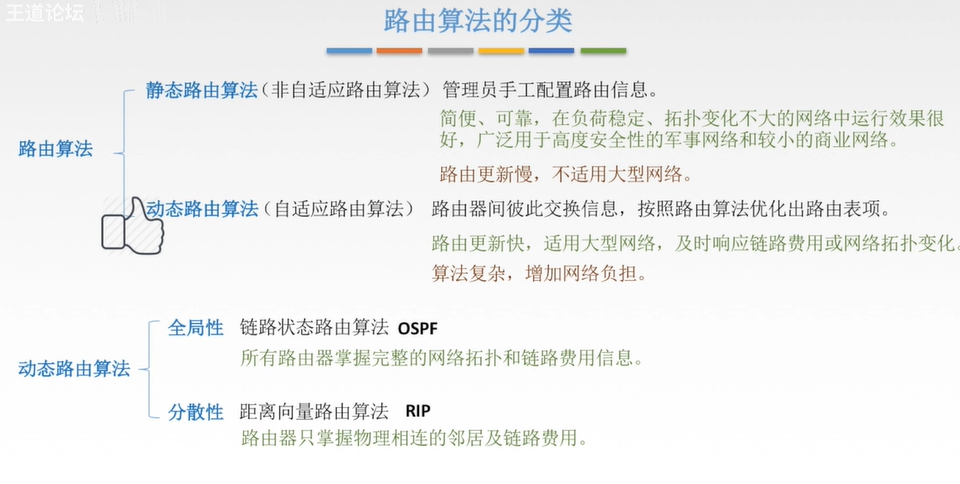 王道论坛
路由算法的分类
静态路由算法（非自适应路由算法）管理员手工配置路由信息。
简便、可靠，在负荷稳定、拓扑变化不大的网络中运行效果很
好，广泛用于高度安全性的军事网络和较小的商业网络。
路由算法
路由更新慢，不适用大型网络。
动态路由算法（自适应路由算法） 路由器间彼此交换信息，按照路由算法优化出路由表项。
路由更新快，适用大型网络，及时响应链路费用或网络拓扑变化。
算法复杂，增加网络负担。
全局性 链路状态路由算法 OSPF
所有路由器掌握完整的网络拓扑和链路费用信息。
动态路由算法
分散性 距离向量路由算法 RIP
路由器只掌握物理相连的邻居及链路费用。